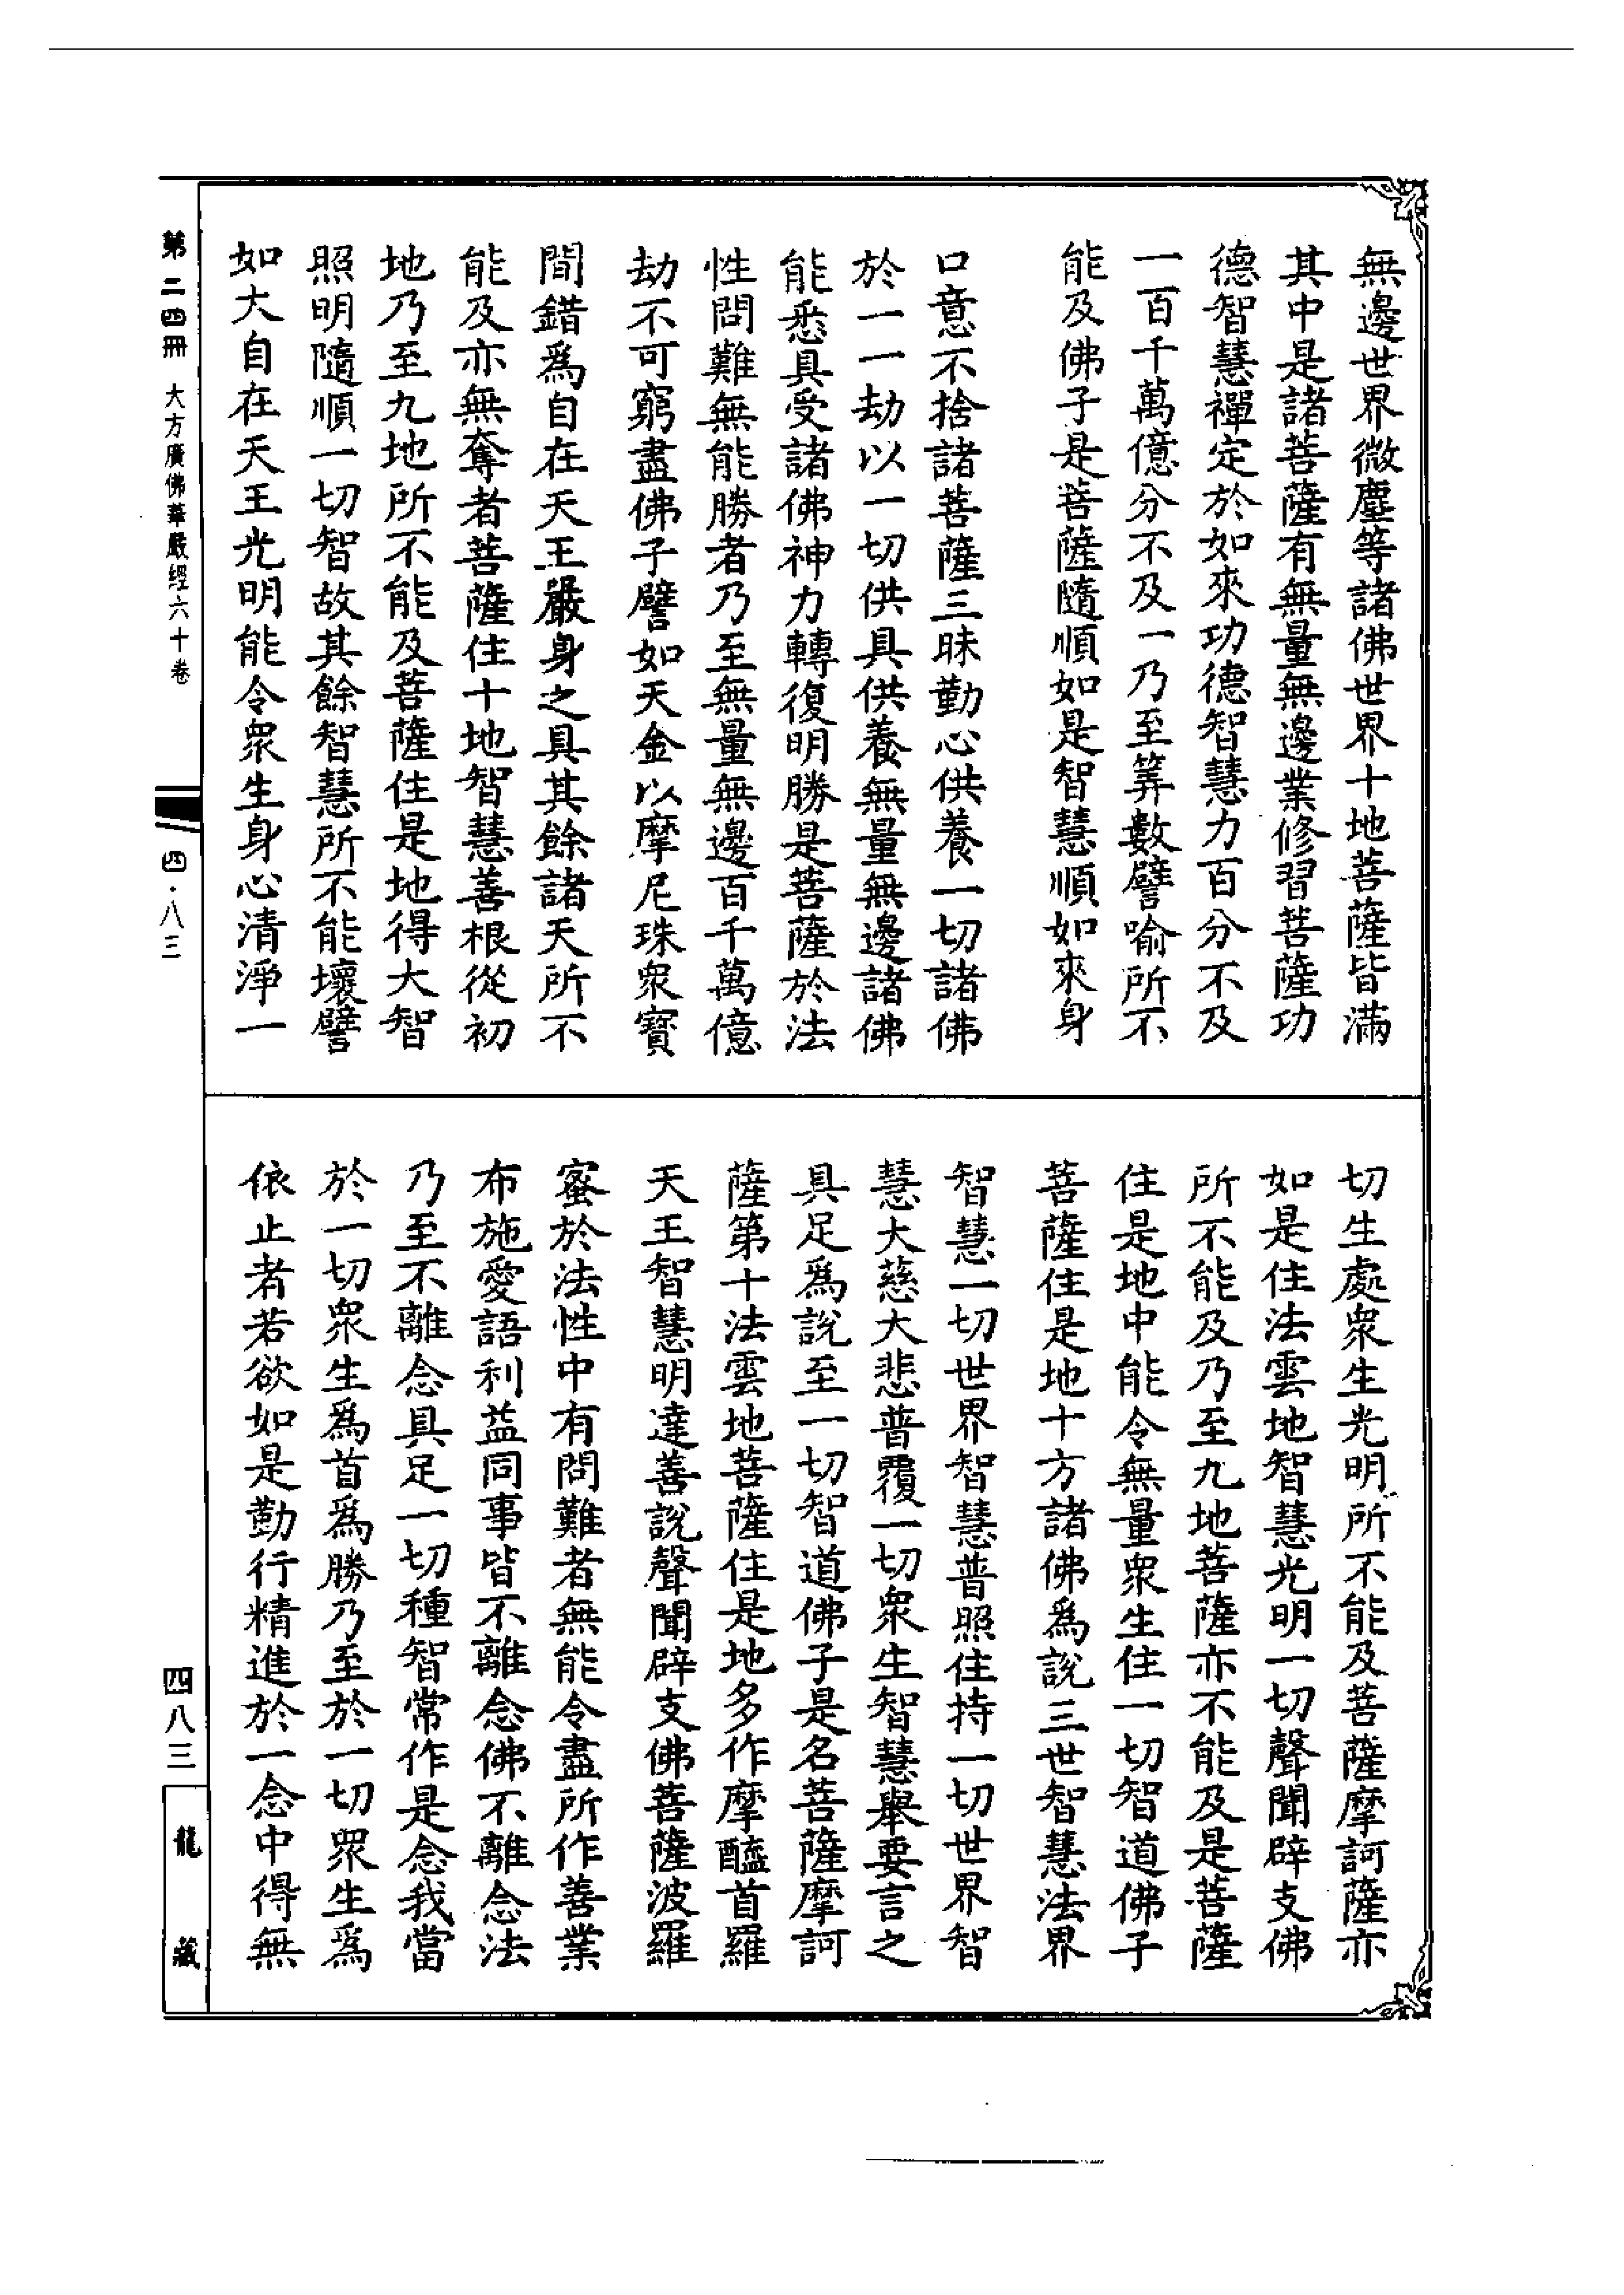 無邊世界微塵等諸佛世界十地菩薩皆滿
其中是諸菩薩有無量無邊業修習菩薩功
德智慧禪定於如來功德智慧力百分不及
一百千萬億分不及一乃至筭數譬喻所不
能及佛子是菩薩隨順如是智慧順如來身
口意不捨諸菩薩三昧勤心供養一切諸佛
於一一劫以一切供具供養無量無邊諸佛
能悉具受諸佛神力轉復明勝是菩薩於法
性問難無能勝者乃至無量無邊百千萬億
劫不可窮盡佛子譬如天金以摩尼珠衆寶
間錯爲自在天王嚴身之具其餘諸天所不
能及亦無奪者菩薩住十地智慧善根從初
地乃至九地所不能及菩薩住是地得大智
照明隨順一切智故其餘智慧所不能壞譬
如大自在天王光明能令衆生身心清淨一
切生處衆生光明所不能及菩薩摩訶薩亦
如是住法雲地智慧光明一切聲聞辟支佛
所不能及乃至九地菩薩亦不能及是菩薩
住是地中能令無量衆生住一切智道佛子
菩薩住是地十方諸佛爲說三世智慧法界
智慧一切世界智慧普照住持一切世界智
慧大慈大悲普覆一切衆生智慧舉要言之
具足爲說至一切智道佛子是名菩薩摩訶
薩第十法雲地菩薩住是地多作摩醯首羅
天王智慧明達善說聲聞辟支佛菩薩波羅
蜜於法性中有問難者無能令盡所作善業
布施愛語利益同事皆不離念佛不離念法
乃至不離念具足一切種智常作是念我當
於一切衆生爲首爲勝乃至於一切衆生爲
依止者若欲如是勤行精進於一念中得無
第二四冊 大方廣佛華嚴經六十卷
四·八三
四八三
龍藏